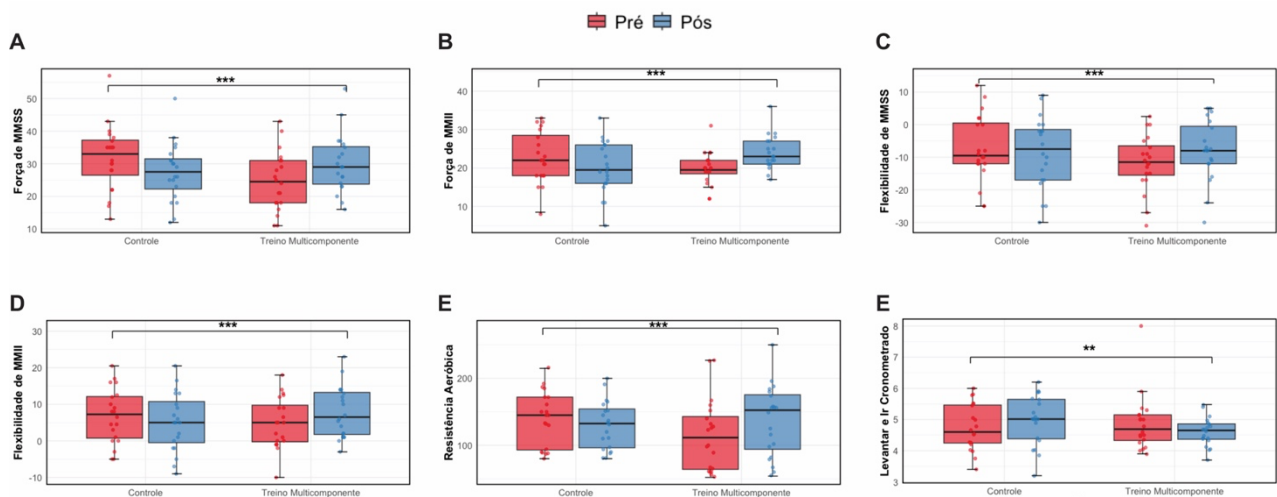 Pré Pós
A
Força de MMSS
50
40
30
20
10
***
Controle
Treino Multicomponente
B
Força de MMII
40
30
20
10
***
Controle
Treino Multicomponente
C
Flexibilidade de MMSS
10
-0
-10
-20
-30
***
Controle
Treino Multicomponente
D
Flexibilidade de MMII
30
20
10
0
-10
***
Controle
Treino Multicomponente
E
Resistência Aeróbica
200
100
***
Controle
Treino Multicomponente
E
Levantar e Ir Cronometrado
8
7
6
5
4
3
**
Controle
Treino Multicomponente